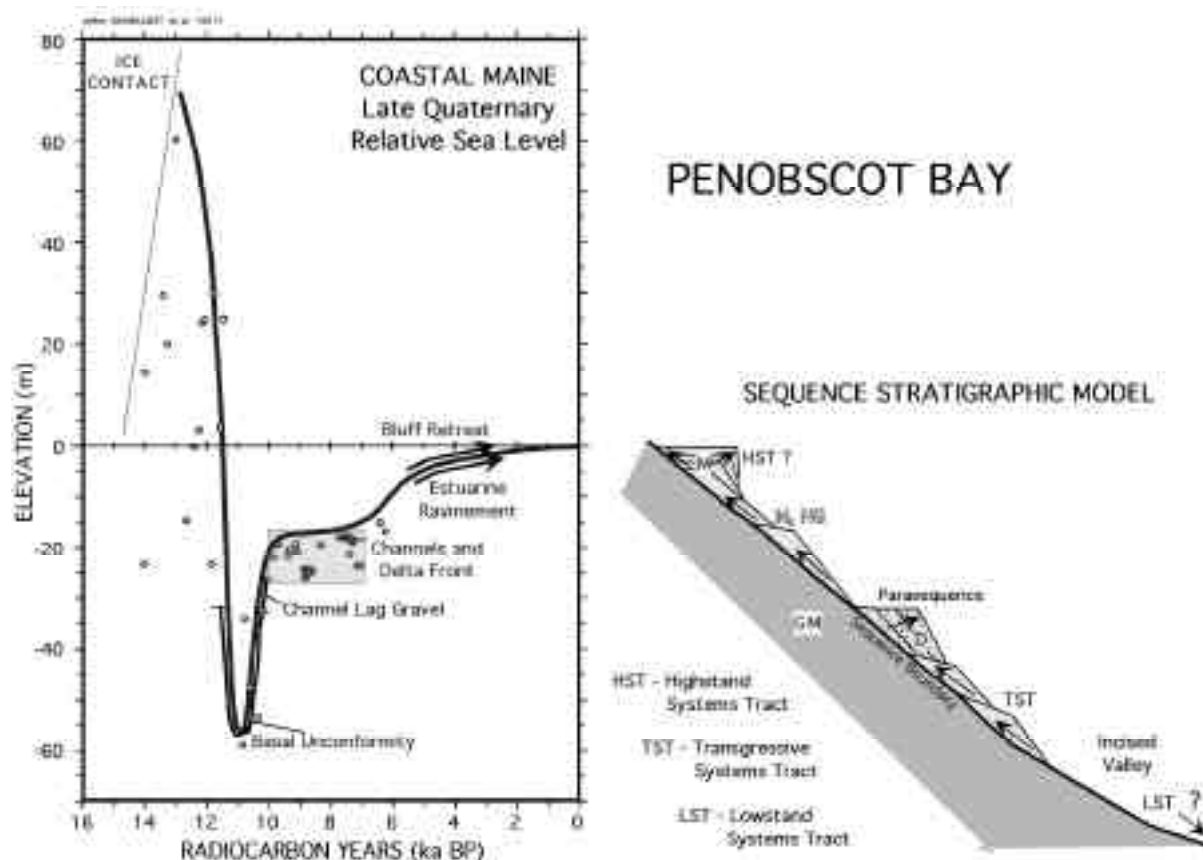 80
60
40
20
0
-20
-40
-60
ELEVATION (m)
16
14
12
10
8
6
4
2
0
RADIOCARBON YEARS (ka BP)
ICE
CONTACT
COASTAL MAINE
Late Quaternary
Relative Sea Level
Bluff Retreat
Estuarine
Ravinement
Channels and
Delta Front
Channel Lag Gravel
Basal Unconformity
PENOBSCOT BAY
SEQUENCE STRATIGRAPHIC MODEL
HST ?
Parasequence
GM
Sequence Boundary
TST
Incised
Valley
LST ?
HST - Highstand
Systems Tract
TST - Transgressive
Systems Tract
LST - Lowstand
Systems Tract